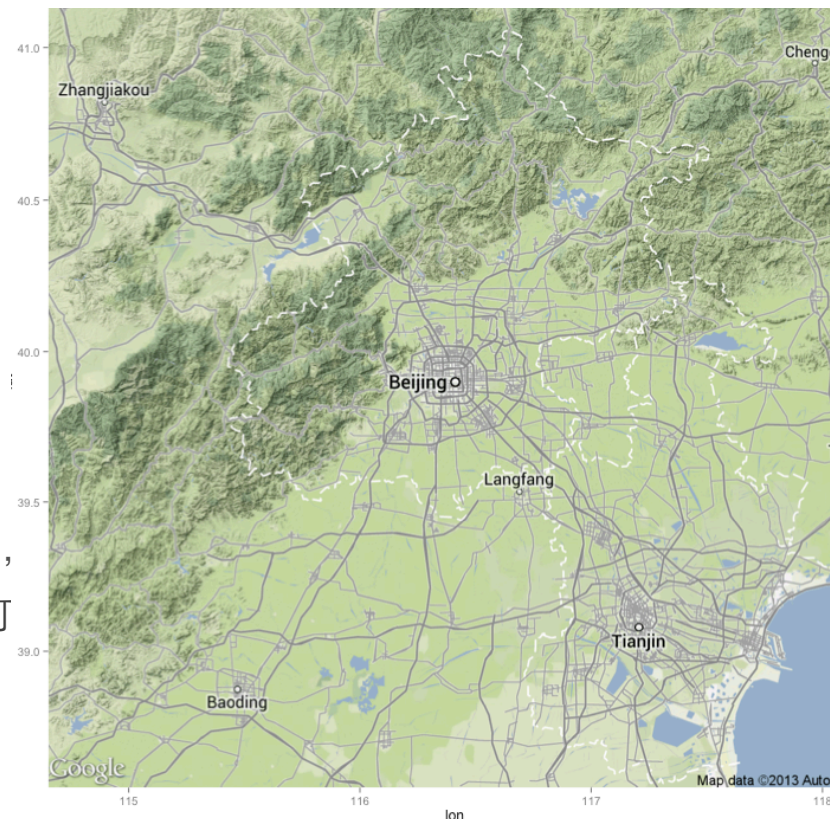 41.0
Cheng
Zhangjiakou
40.5
40.0
Beijing
39.5
Langfang
,
39.0
Tianjin
Baoding
Google
Map data ©2013 Auto
115
116
117
118
lon